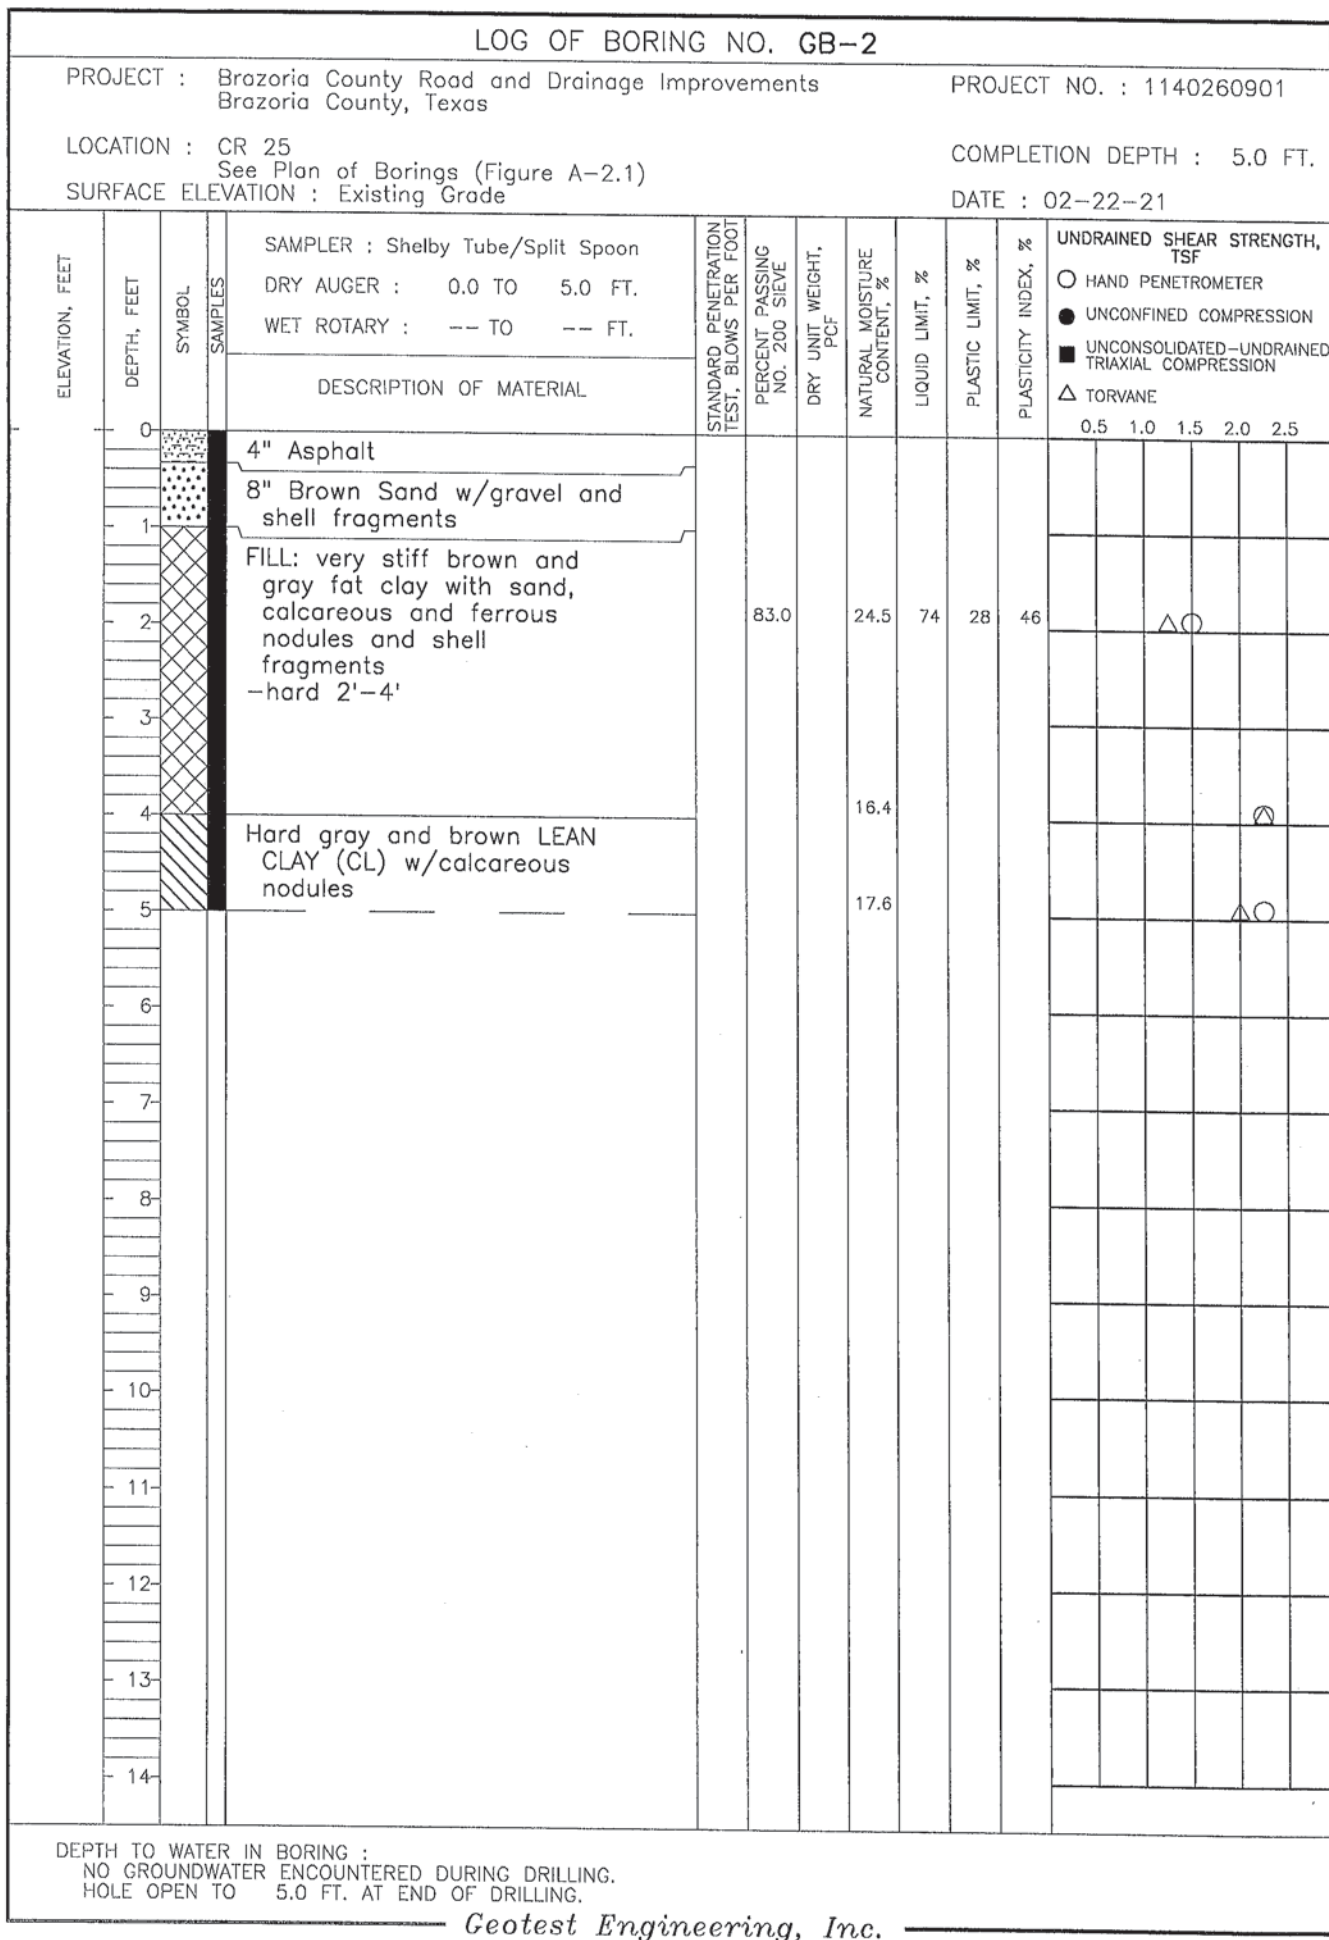 LOG OF BORING NO. GB-2
PROJECT : Brazoria County Road and Drainage Improvements
Brazoria County, Texas
PROJECT NO. : 1140260901
LOCATION : CR 25
See Plan of Borings (Figure A-2.1)
COMPLETION DEPTH : 5.0 FT.
SURFACE ELEVATION : Existing Grade
DATE : 02-22-21
ELEVATION, FEET
DEPTH, FEET
SYMBOL
SAMPLES
SAMPLER : Shelby Tube/Split Spoon
DRY AUGER : 0.0 TO 5.0 FT.
WET ROTARY : -- TO -- FT.
DESCRIPTION OF MATERIAL
STANDARD PENETRATION
TEST, BLOWS PER FOOT
PERCENT PASSING
NO. 200 SIEVE
DRY UNIT WEIGHT,
PCF
NATURAL MOISTURE
CONTENT, %
LIQUID LIMIT, %
PLASTIC LIMIT, %
PLASTICITY INDEX, %
UNDRAINED SHEAR STRENGTH,
TSF
HAND PENETROMETER
UNCONFINED COMPRESSION
UNCONSOLIDATED-UNDRAINED
TRIAXIAL COMPRESSION
TORVANE
0.5 1.0 1.5 2.0 2.5
0
4" Asphalt
8" Brown Sand w/gravel and
shell fragments
1
FILL: very stiff brown and
gray fat clay with sand,
calcareous and ferrous
2 83.0 24.5 74 28 46
nodules and shell
fragments
-hard 2'-4'
3
4 16.4
Hard gray and brown LEAN
CLAY (CL) w/calcareous
nodules
5 17.6
6
7
8
9
10
11
12
13
14
DEPTH TO WATER IN BORING :
NO GROUNDWATER ENCOUNTERED DURING DRILLING.
HOLE OPEN TO 5.0 FT. AT END OF DRILLING.
Geotest Engineering, Inc.